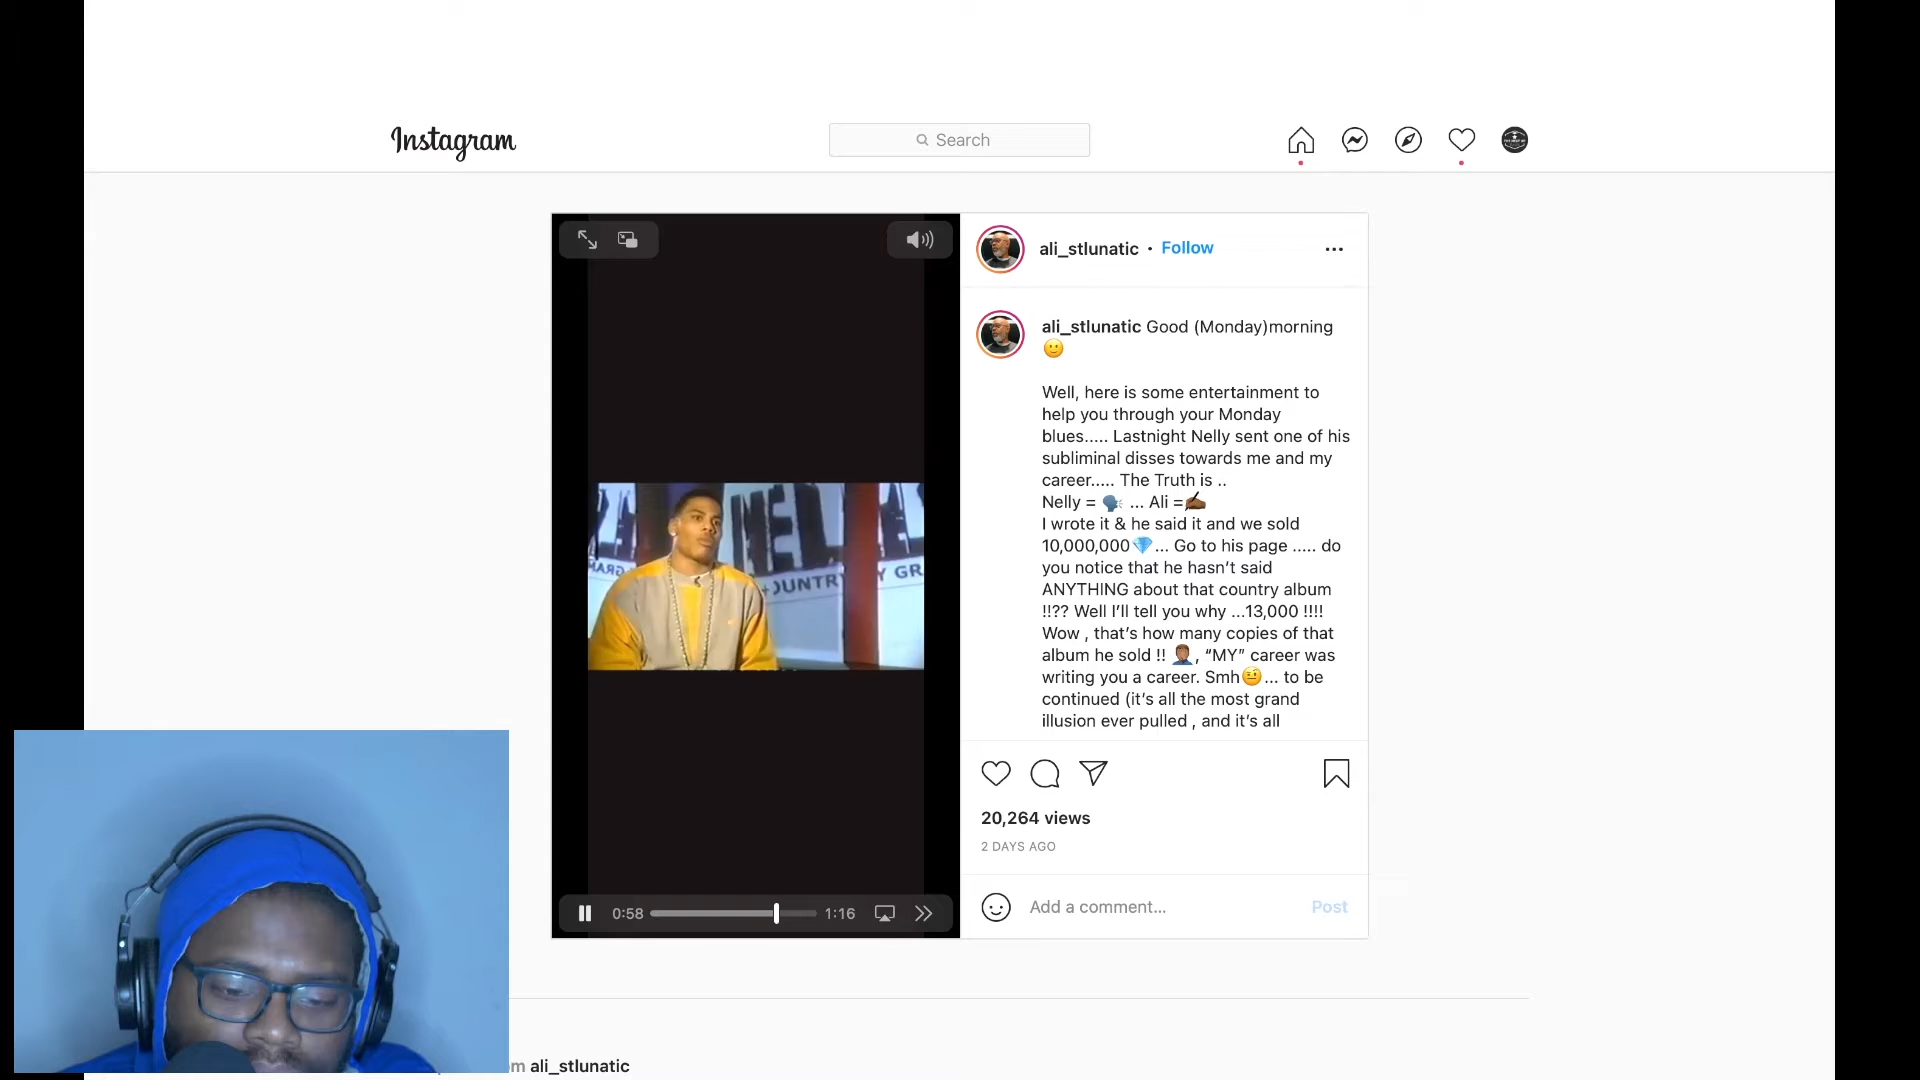 Instagram
Search
ali_stlunatic • Follow
ali_stlunatic Good (Monday)morning
🙂
Well, here is some entertainment to
help you through your Monday
blues..... Lastnight Nelly sent one of his
subliminal disses towards me and my
career..... The Truth is ..
Nelly = 🗣️ ... Ali =✍🏾
I wrote it & he said it and we sold
10,000,000💎... Go to his page ..... do
you notice that he hasn't said
ANYTHING about that country album
!!?? Well I'll tell you why ...13,000 !!!!
Wow , that's how many copies of that
album he sold !! 🤦🏽‍♂️, “MY” career was
writing you a career. Smh🤨... to be
continued (it's all the most grand
illusion ever pulled , and it's all
NELL
OUNTRY GR
20,264 views
2 DAYS AGO
0:58
1:16
Add a comment...
Post
om ali_stlunatic